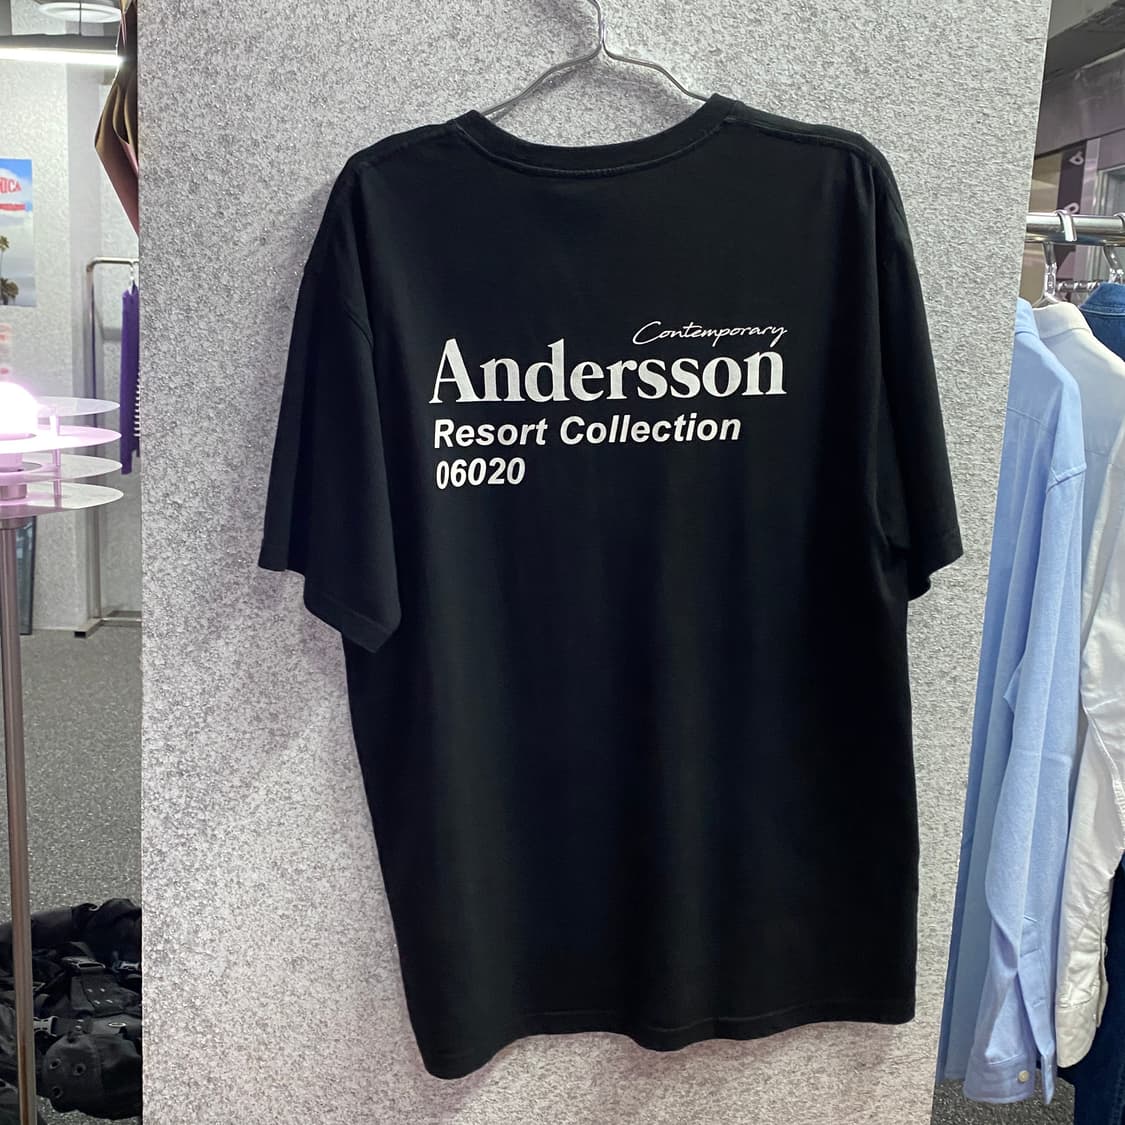 Contemporary
Andersson
Resort Collection
06020